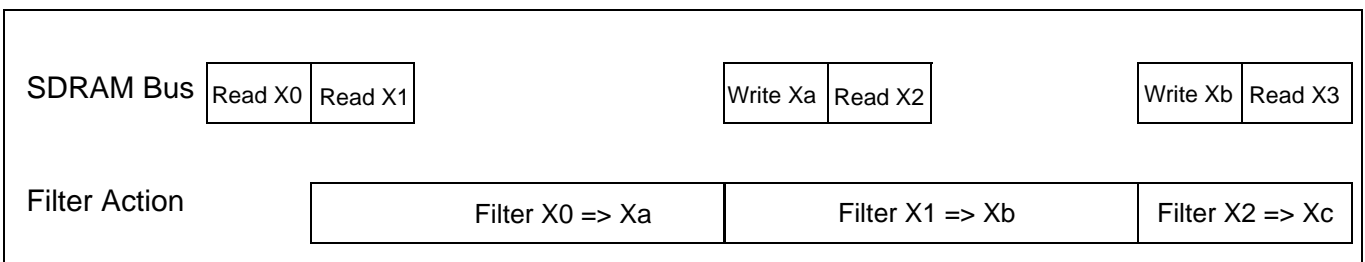 SDRAM Bus Read X0 Read X1 Write Xa Read X2 Write Xb Read X3
Filter Action Filter X0 => Xa Filter X1 => Xb Filter X2 => Xc